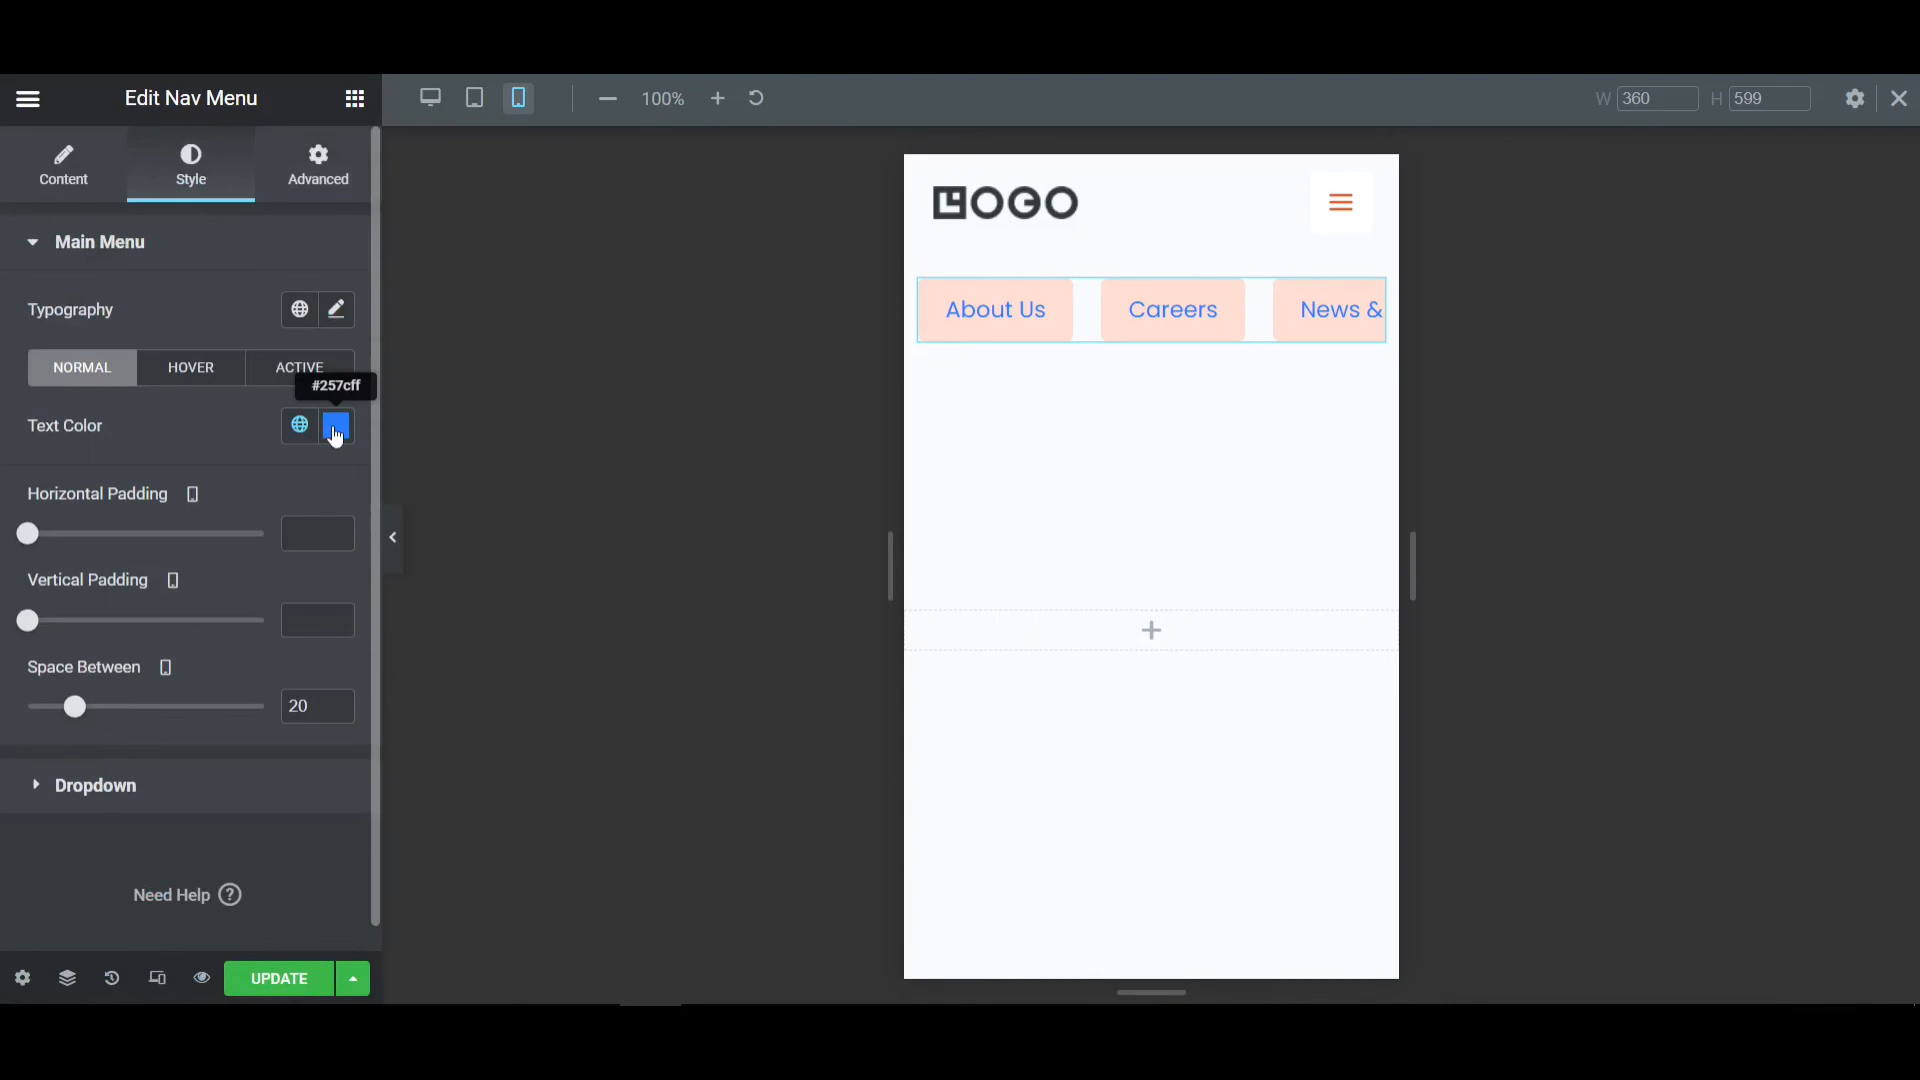 Edit Nav Menu
100%
W 360 H 599
Content Style Advanced
Main Menu
Typography
NORMAL HOVER ACTIVE
#257cff
Text Color
Horizontal Padding
Vertical Padding
Space Between
20
Dropdown
Need Help ?
UPDATE
LOGO
About Us Careers News &